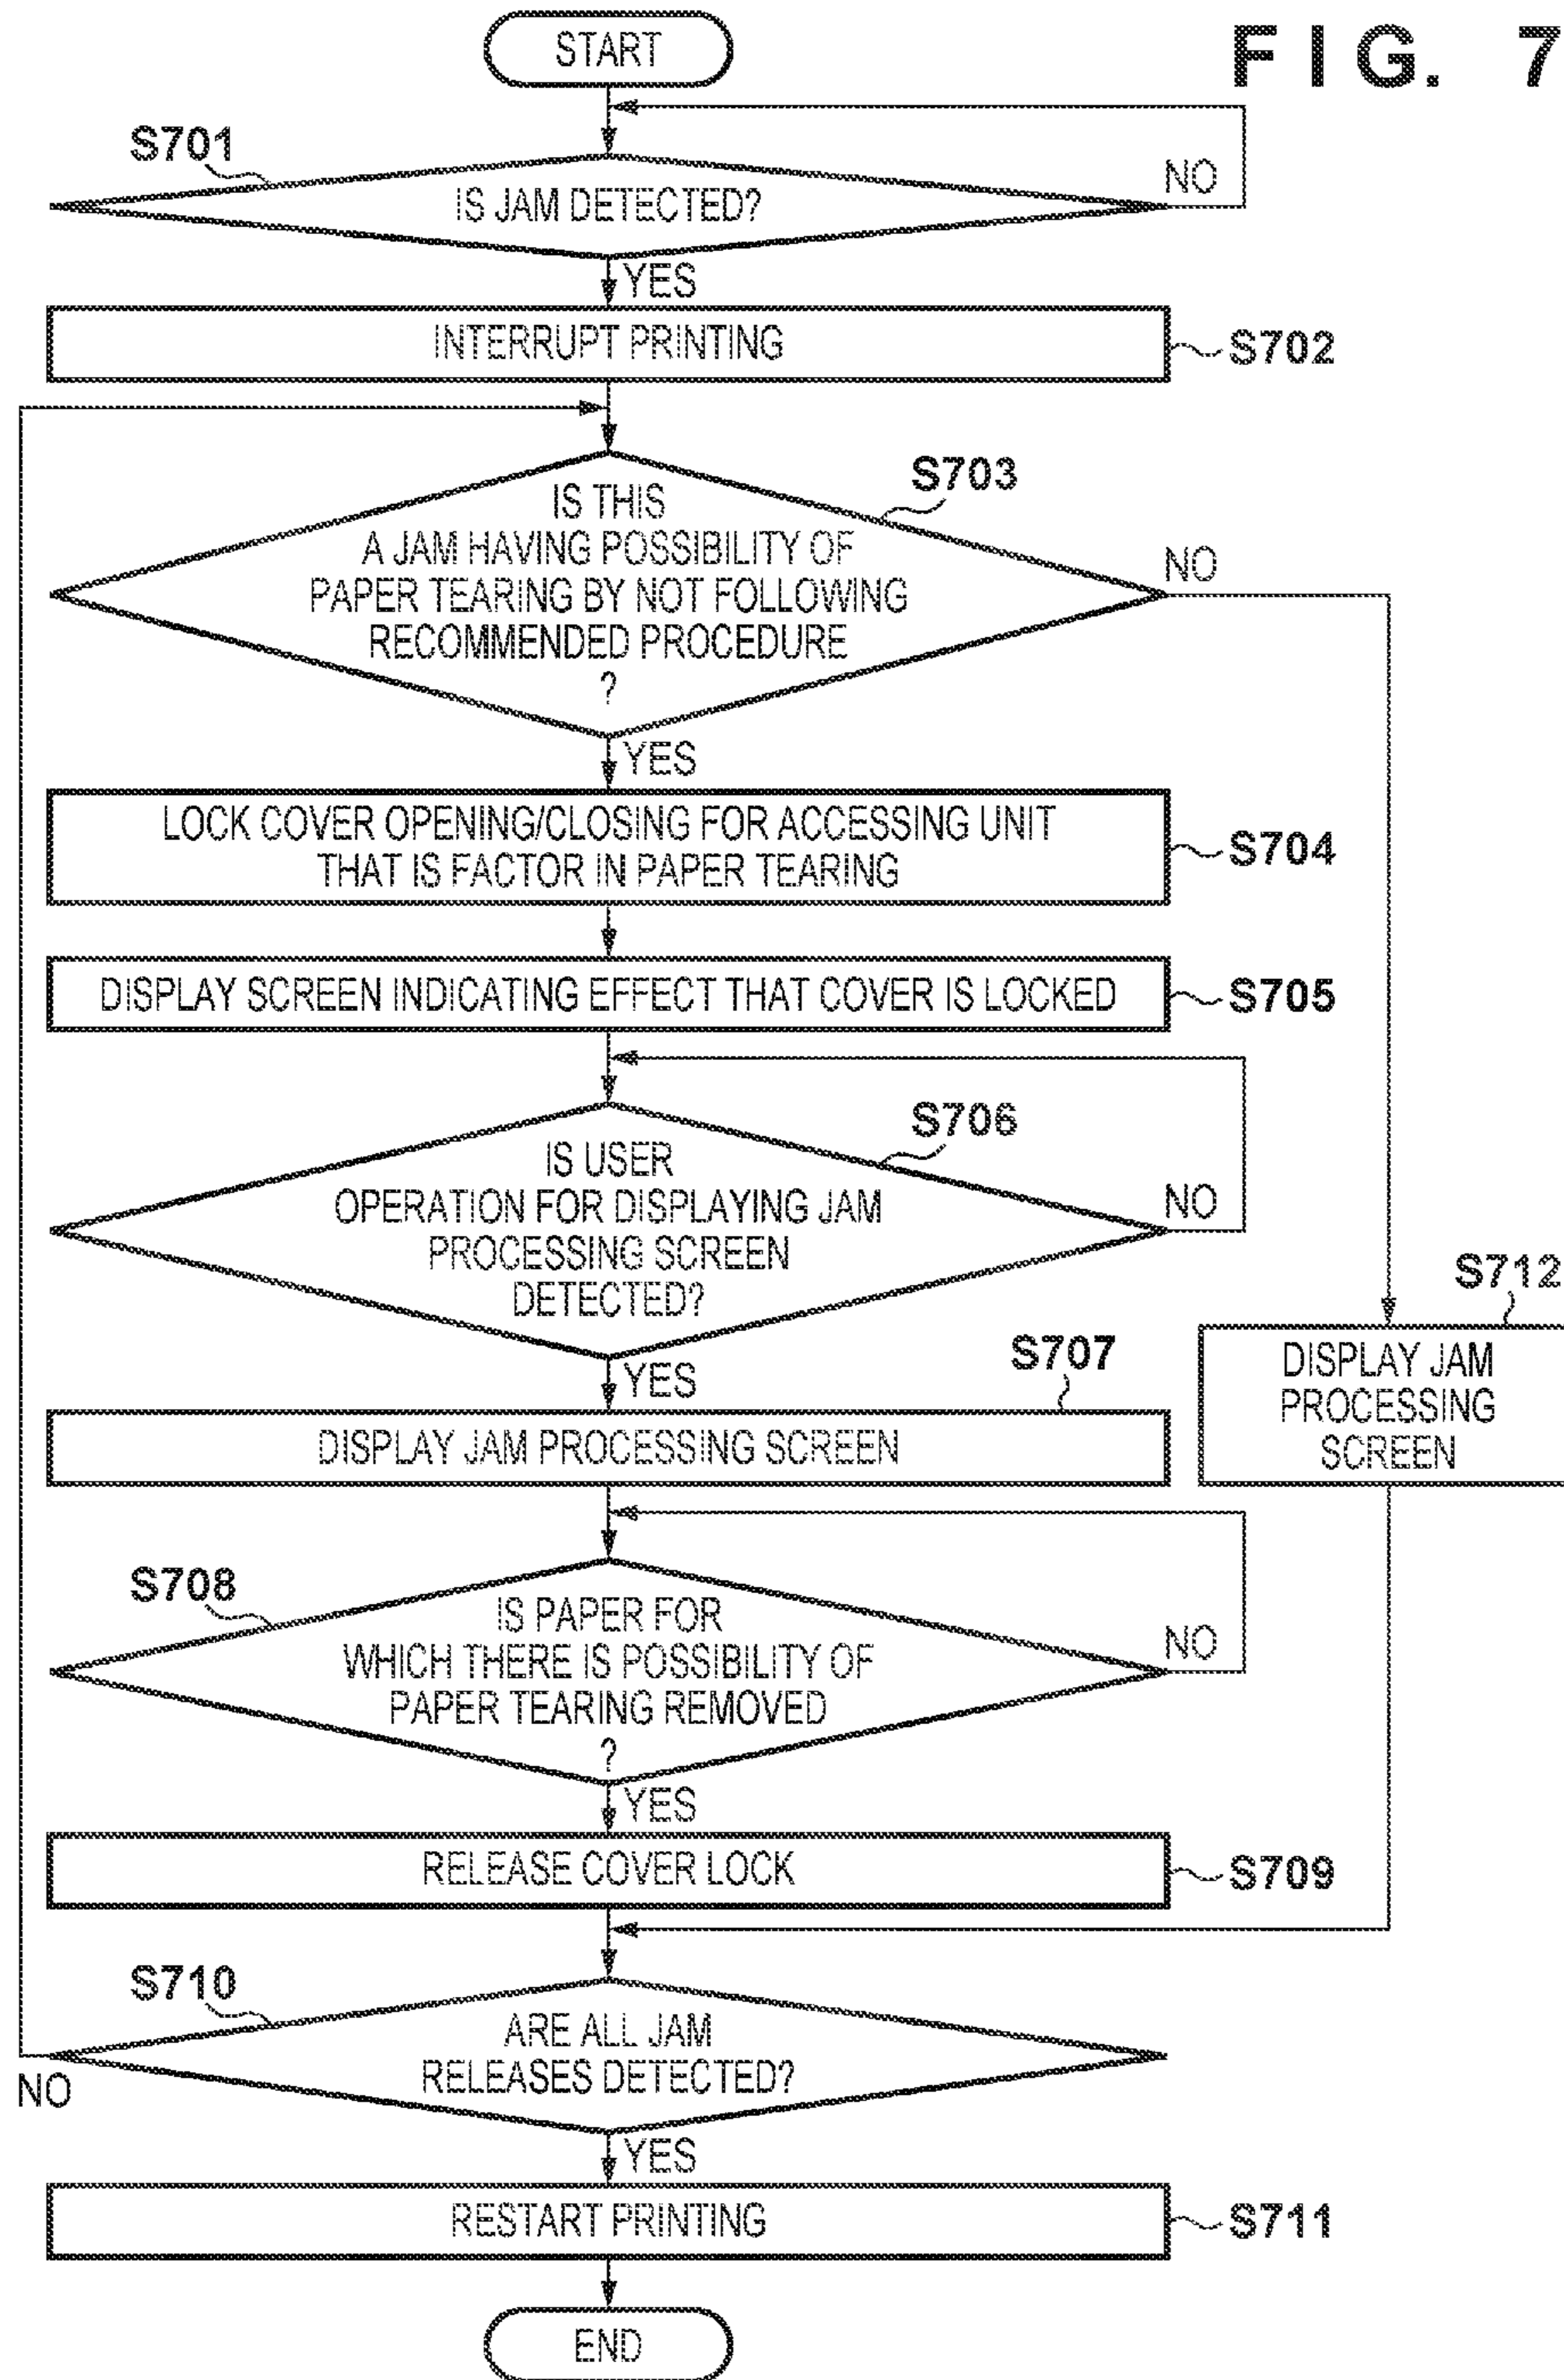 FIG. 7
START
S701
IS JAM DETECTED?
NO
YES
INTERRUPT PRINTING
S702
S703
IS THIS
A JAM HAVING POSSIBILITY OF
PAPER TEARING BY NOT FOLLOWING
RECOMMENDED PROCEDURE
?
NO
YES
LOCK COVER OPENING/CLOSING FOR ACCESSING UNIT
THAT IS FACTOR IN PAPER TEARING
S704
DISPLAY SCREEN INDICATING EFFECT THAT COVER IS LOCKED
S705
S706
IS USER
OPERATION FOR DISPLAYING JAM
PROCESSING SCREEN
DETECTED?
NO
YES
S707
DISPLAY JAM PROCESSING SCREEN
S712
DISPLAY JAM
PROCESSING
SCREEN
S708
IS PAPER FOR
WHICH THERE IS POSSIBILITY OF
PAPER TEARING REMOVED
?
NO
YES
RELEASE COVER LOCK
S709
S710
ARE ALL JAM
RELEASES DETECTED?
NO
YES
RESTART PRINTING
S711
END